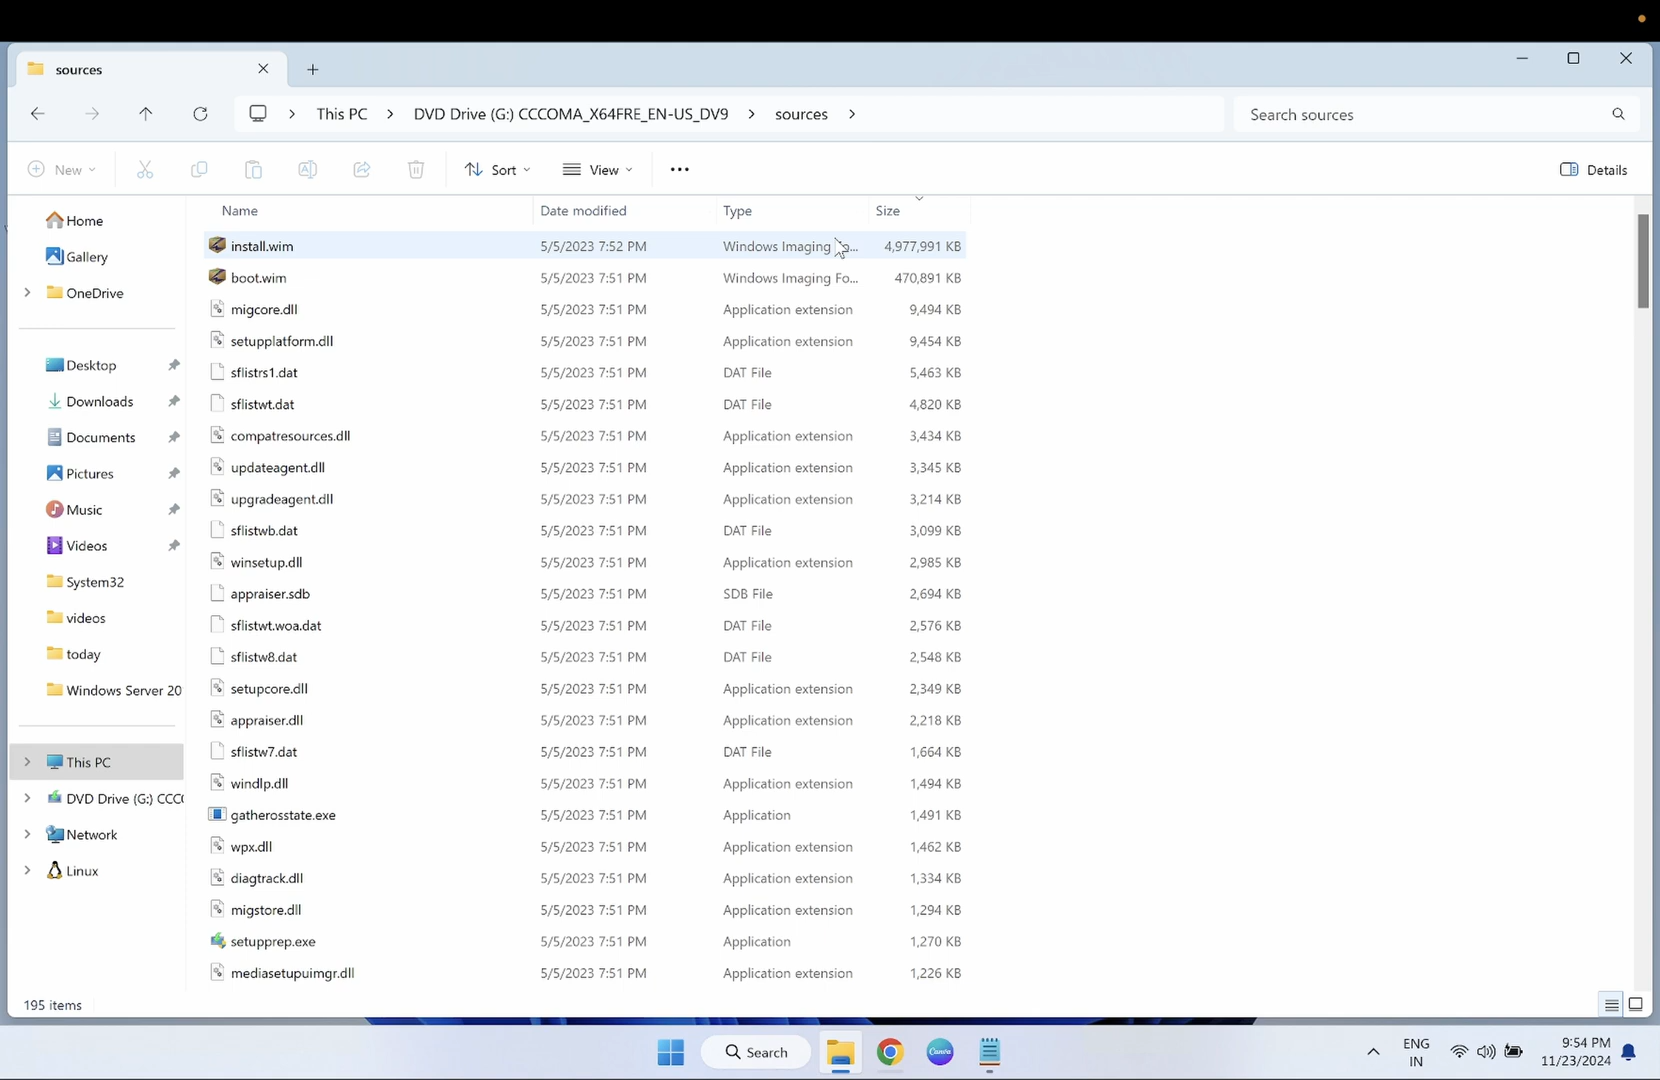 sources
This PC > DVD Drive (G:) CCCOMA_X64FRE_EN-US_DV9 > sources >
Search sources
New
Sort
View
Details
Name Date modified Type Size
install.wim 5/5/2023 7:52 PM Windows Imaging Fo... 4,977,991 KB
boot.wim 5/5/2023 7:51 PM Windows Imaging Fo... 470,891 KB
migcore.dll 5/5/2023 7:51 PM Application extension 9,494 KB
setupplatform.dll 5/5/2023 7:51 PM Application extension 9,454 KB
sflistrs1.dat 5/5/2023 7:51 PM DAT File 5,463 KB
sflistwt.dat 5/5/2023 7:51 PM DAT File 4,820 KB
compatresources.dll 5/5/2023 7:51 PM Application extension 3,434 KB
updateagent.dll 5/5/2023 7:51 PM Application extension 3,345 KB
upgradeagent.dll 5/5/2023 7:51 PM Application extension 3,214 KB
sflistwb.dat 5/5/2023 7:51 PM DAT File 3,099 KB
winsetup.dll 5/5/2023 7:51 PM Application extension 2,985 KB
appraiser.sdb 5/5/2023 7:51 PM SDB File 2,694 KB
sflistwt.woa.dat 5/5/2023 7:51 PM DAT File 2,576 KB
sflistw8.dat 5/5/2023 7:51 PM DAT File 2,548 KB
setupcore.dll 5/5/2023 7:51 PM Application extension 2,349 KB
appraiser.dll 5/5/2023 7:51 PM Application extension 2,218 KB
sflistw7.dat 5/5/2023 7:51 PM DAT File 1,664 KB
windlp.dll 5/5/2023 7:51 PM Application extension 1,494 KB
gatherosstate.exe 5/5/2023 7:51 PM Application 1,491 KB
wpx.dll 5/5/2023 7:51 PM Application extension 1,462 KB
diagtrack.dll 5/5/2023 7:51 PM Application extension 1,334 KB
migstore.dll 5/5/2023 7:51 PM Application extension 1,294 KB
setupprep.exe 5/5/2023 7:51 PM Application 1,270 KB
mediasetupuimgr.dll 5/5/2023 7:51 PM Application extension 1,226 KB
Home
Gallery
OneDrive
Desktop
Downloads
Documents
Pictures
Music
Videos
System32
videos
today
Windows Server 20
This PC
DVD Drive (G:) CCC
Network
Linux
195 items
Search
Canva
ENG
IN
9:54 PM
11/23/2024